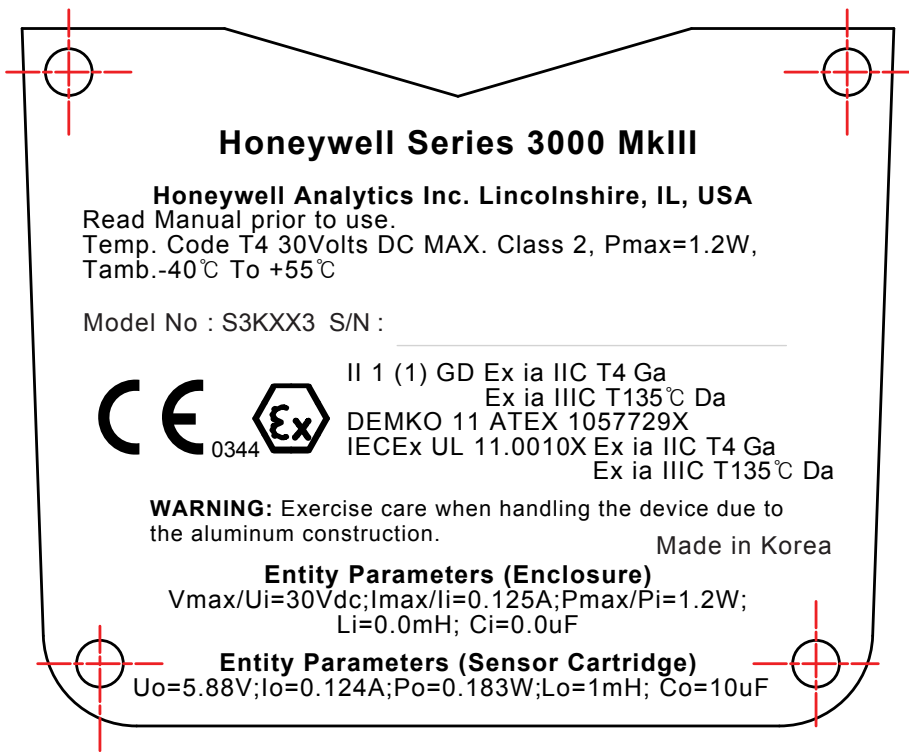 Honeywell Series 3000 MkIII
Honeywell Analytics Inc. Lincolnshire, IL, USA
Read Manual prior to use.
Temp. Code T4 30Volts DC MAX. Class 2, Pmax=1.2W,
Tamb.-40℃ To +55℃
Model No : S3KXX3 S/N :
II 1 (1) GD Ex ia IIC T4 Ga
Ex ia IIIC T135℃ Da
CE 0344 Ex
DEMKO 11 ATEX 1057729X
IECEx UL 11.0010X Ex ia IIC T4 Ga
Ex ia IIIC T135℃ Da
WARNING: Exercise care when handling the device due to
the aluminum construction.
Made in Korea
Entity Parameters (Enclosure)
Vmax/Ui=30Vdc;Imax/Ii=0.125A;Pmax/Pi=1.2W;
Li=0.0mH; Ci=0.0uF
Entity Parameters (Sensor Cartridge)
Uo=5.88V;Io=0.124A;Po=0.183W;Lo=1mH; Co=10uF